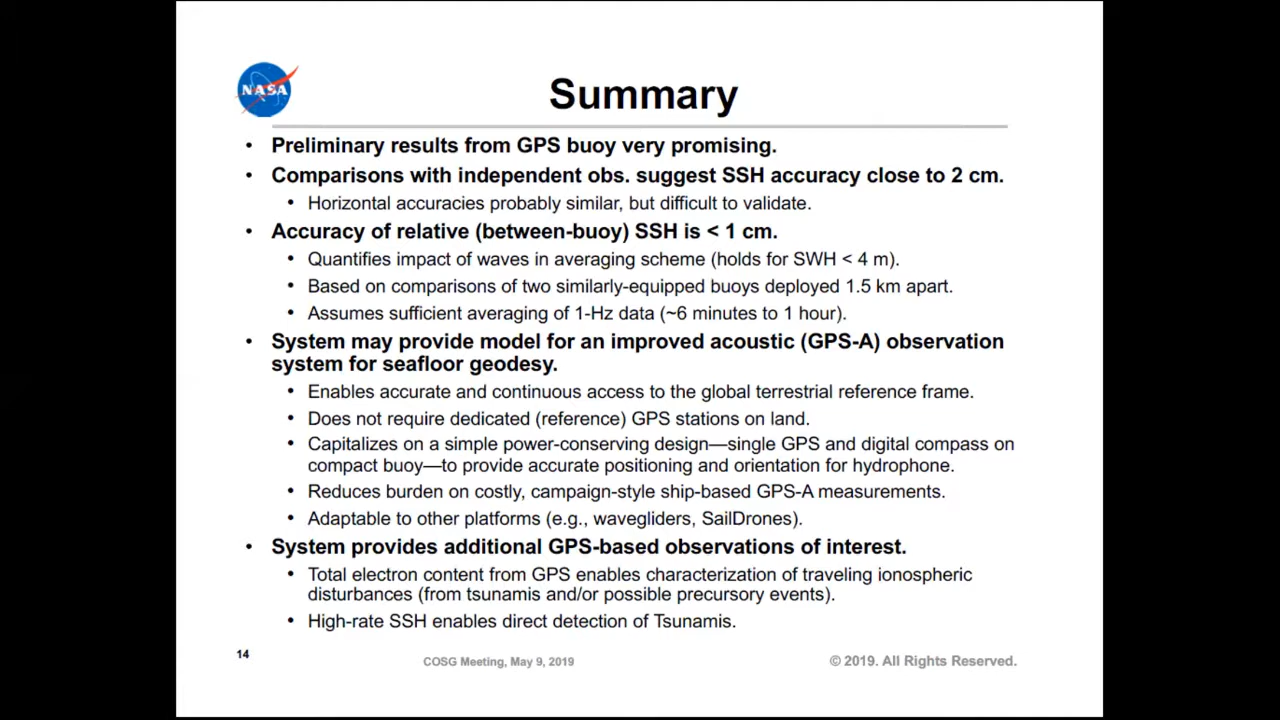 NASA
Summary
• Preliminary results from GPS buoy very promising.
• Comparisons with independent obs. suggest SSH accuracy close to 2 cm.
• Horizontal accuracies probably similar, but difficult to validate.
• Accuracy of relative (between-buoy) SSH is < 1 cm.
• Quantifies impact of waves in averaging scheme (holds for SWH < 4 m).
• Based on comparisons of two similarly-equipped buoys deployed 1.5 km apart.
• Assumes sufficient averaging of 1-Hz data (~6 minutes to 1 hour).
• System may provide model for an improved acoustic (GPS-A) observation
system for seafloor geodesy.
• Enables accurate and continuous access to the global terrestrial reference frame.
• Does not require dedicated (reference) GPS stations on land.
• Capitalizes on a simple power-conserving design—single GPS and digital compass on
compact buoy—to provide accurate positioning and orientation for hydrophone.
• Reduces burden on costly, campaign-style ship-based GPS-A measurements.
• Adaptable to other platforms (e.g., wavegliders, SailDrones).
• System provides additional GPS-based observations of interest.
• Total electron content from GPS enables characterization of traveling ionospheric
disturbances (from tsunamis and/or possible precursory events).
• High-rate SSH enables direct detection of Tsunamis.
14
COSG Meeting, May 9, 2019
© 2019. All Rights Reserved.